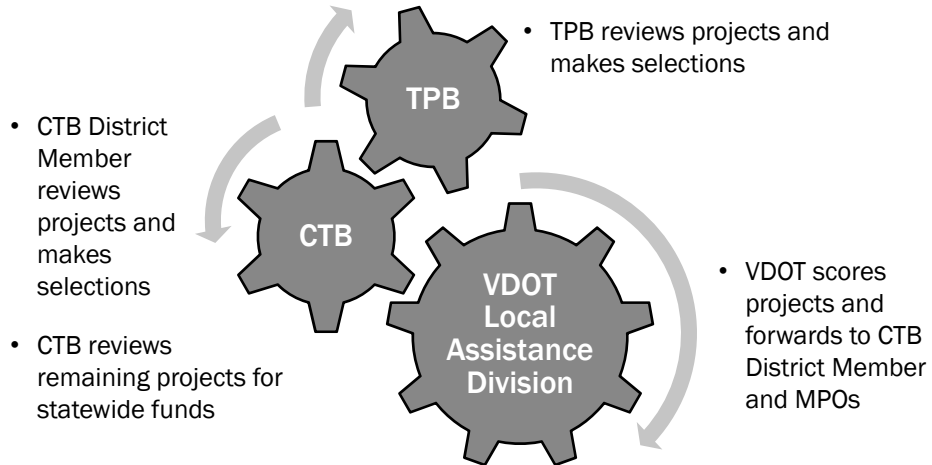 TPB
• TPB reviews projects and
makes selections
• CTB District
Member
reviews
projects and
makes
selections
• CTB reviews
remaining projects for
statewide funds
CTB
VDOT
Local
Assistance
Division
• VDOT scores
projects and
forwards to CTB
District Member
and MPOs